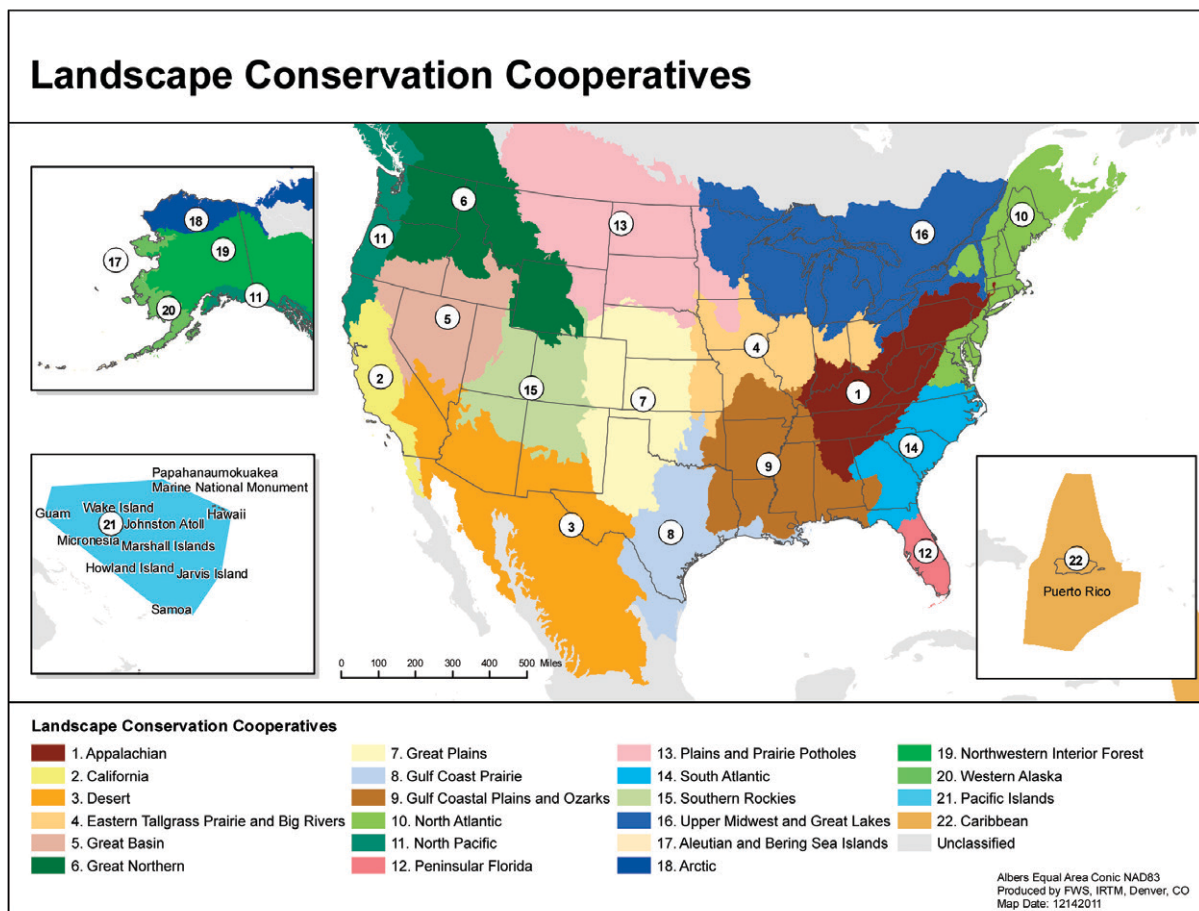 Landscape Conservation Cooperatives
18
19
17
11
20
Papahanaumokuakea
Marine National Monument
Guam
Wake Island
Hawaii
21
Johnston Atoll
Micronesia
Marshall Islands
Howland Island
Jarvis Island
Samoa
6
13
10
11
16
5
4
2
15
7
1
14
9
3
8
12
22
Puerto Rico
0 100 200 300 400 500 Miles
Landscape Conservation Cooperatives
1. Appalachian
2. California
3. Desert
4. Eastern Tallgrass Prairie and Big Rivers
5. Great Basin
6. Great Northern
7. Great Plains
8. Gulf Coast Prairie
9. Gulf Coastal Plains and Ozarks
10. North Atlantic
11. North Pacific
12. Peninsular Florida
13. Plains and Prairie Potholes
14. South Atlantic
15. Southern Rockies
16. Upper Midwest and Great Lakes
17. Aleutian and Bering Sea Islands
18. Arctic
19. Northwestern Interior Forest
20. Western Alaska
21. Pacific Islands
22. Caribbean
Unclassified
Albers Equal Area Conic NAD83
Produced by FWS, IRTM, Denver, CO
Map Date: 12142011